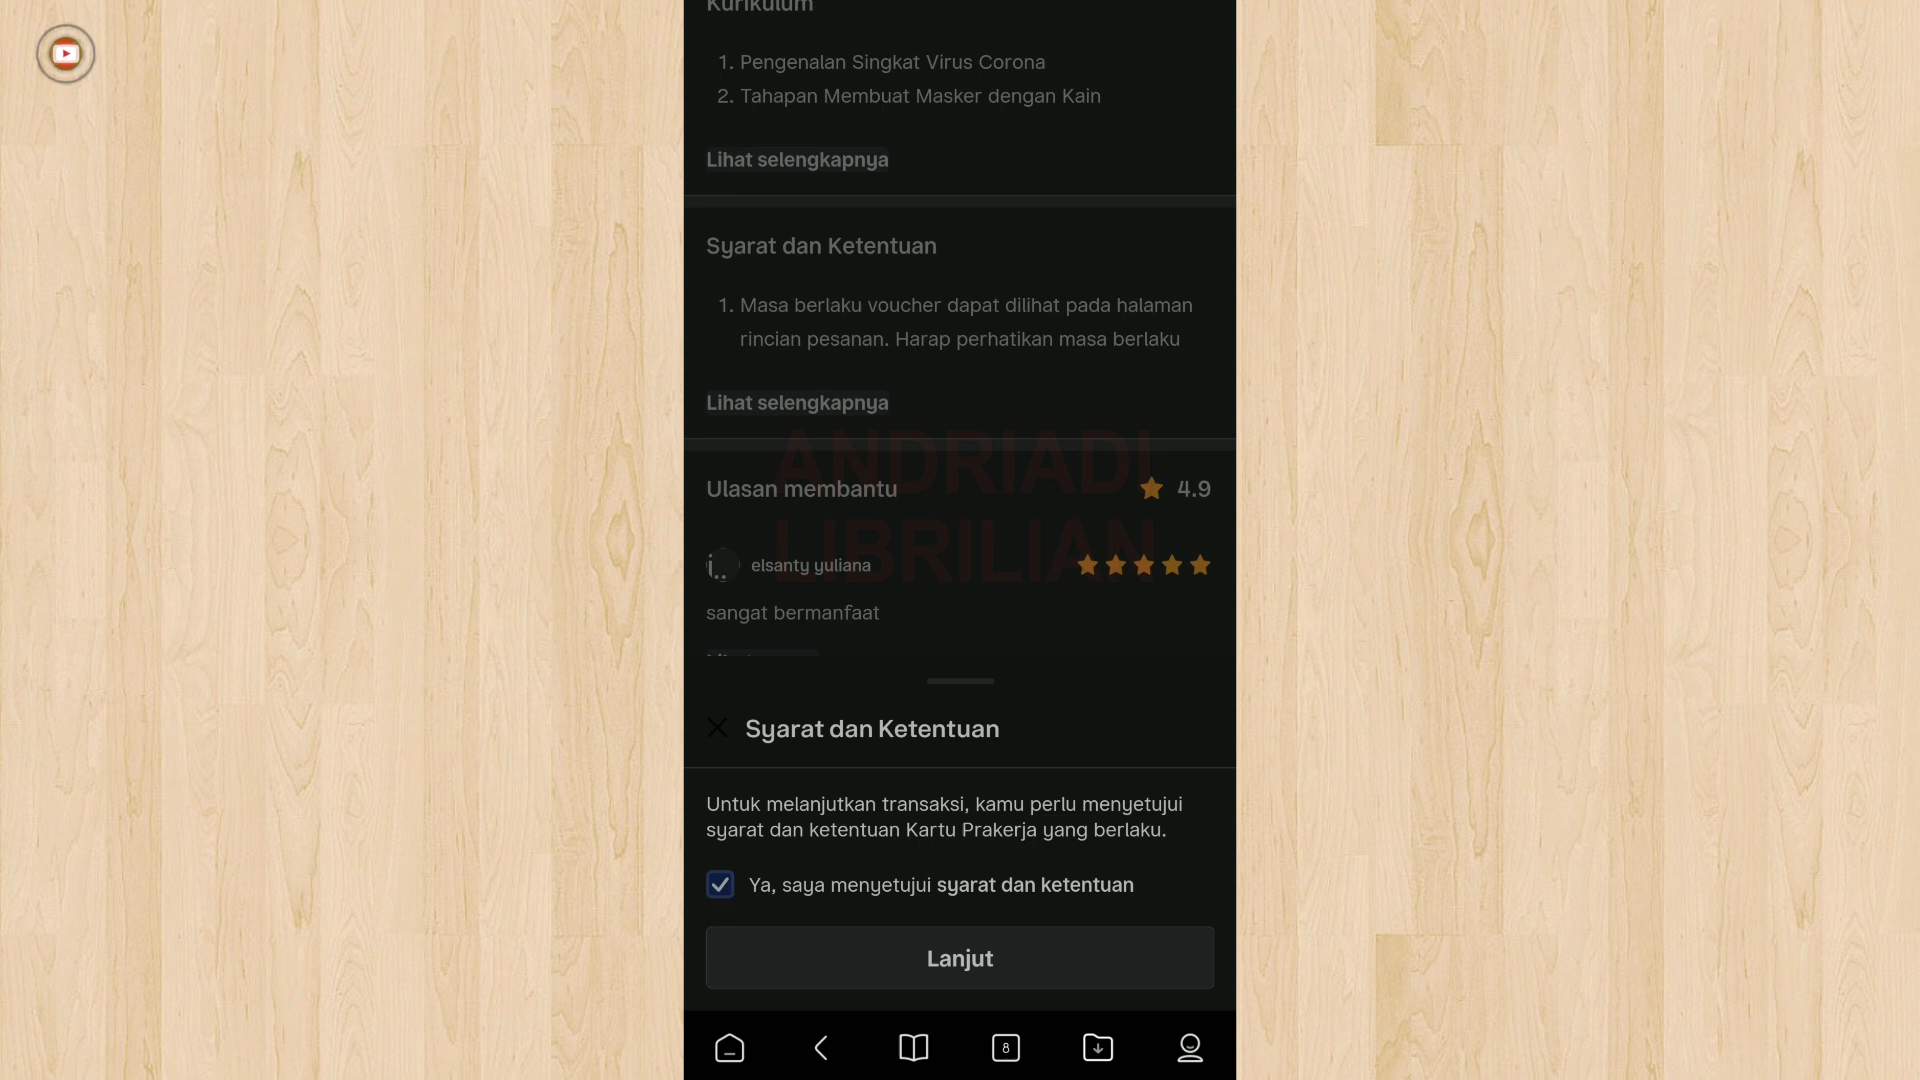 Kurikulum
1. Pengenalan Singkat Virus Corona
2. Tahapan Membuat Masker dengan Kain
Lihat selengkapnya
Syarat dan Ketentuan
1. Masa berlaku voucher dapat dilihat pada halaman
rincian pesanan. Harap perhatikan masa berlaku
Lihat selengkapnya
ANDRIADI
LIBRILIAN
Ulasan membantu 4.9
elsanty yuliana
sangat bermanfaat
Syarat dan Ketentuan
Untuk melanjutkan transaksi, kamu perlu menyetujui
syarat dan ketentuan Kartu Prakerja yang berlaku.
Ya, saya menyetujui syarat dan ketentuan
Lanjut
8